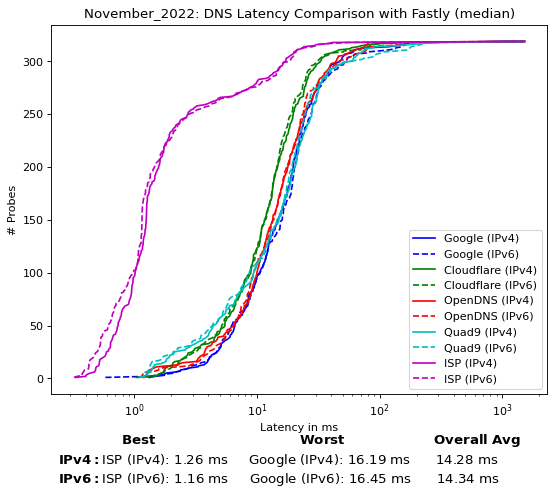 November_2022: DNS Latency Comparison with Fastly (median)
# Probes
300
250
200
150
100
50
0
Google (IPv4)
Google (IPv6)
Cloudflare (IPv4)
Cloudflare (IPv6)
OpenDNS (IPv4)
OpenDNS (IPv6)
Quad9 (IPv4)
Quad9 (IPv6)
ISP (IPv4)
ISP (IPv6)
10⁰ 10¹ 10² 10³
Latency in ms
Best Worst Overall Avg
IPv4: ISP (IPv4): 1.26 ms Google (IPv4): 16.19 ms 14.28 ms
IPv6: ISP (IPv6): 1.16 ms Google (IPv6): 16.45 ms 14.34 ms